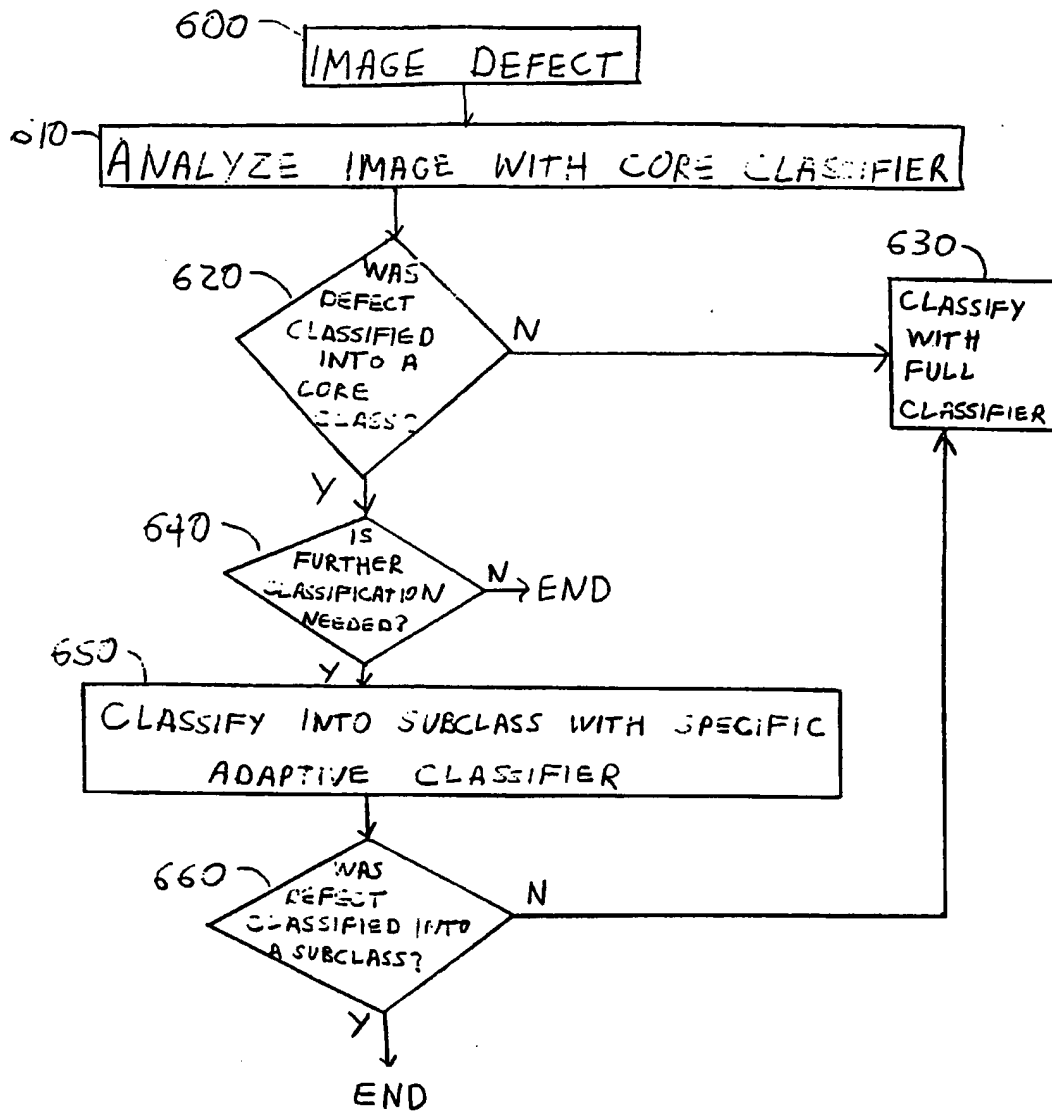 600
IMAGE DEFECT
610
ANALYZE IMAGE WITH CORE CLASSIFIER
620
WAS
DEFECT
CLASSIFIED
INTO A
CORE
CLASS?
N
630
CLASSIFY
WITH
FULL
CLASSIFIER
Y
640
IS
FURTHER
CLASSIFICATION
NEEDED?
N
END
Y
650
CLASSIFY INTO SUBCLASS WITH SPECIFIC
ADAPTIVE CLASSIFIER
660
WAS
DEFECT
CLASSIFIED INTO
A SUBCLASS?
N
Y
END